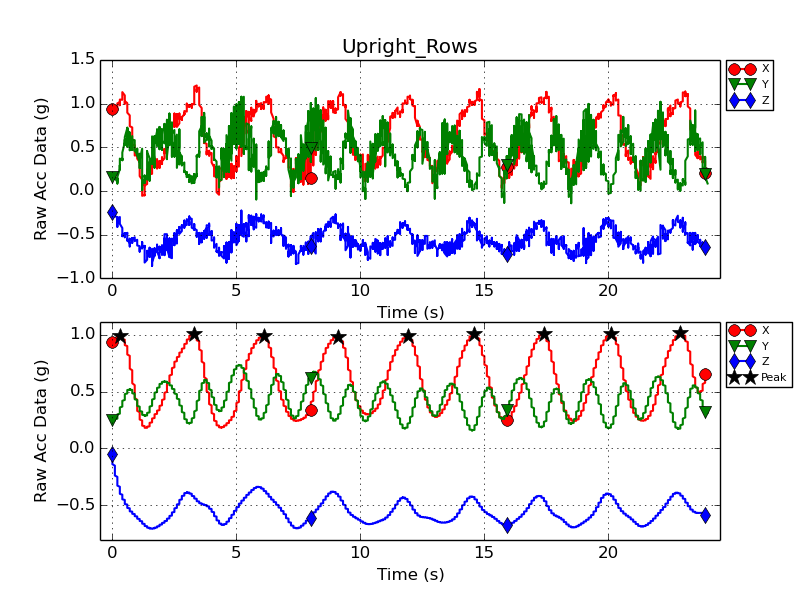 Upright_Rows
1.5
1.0
0.5
0.0
−0.5
−1.0
Raw Acc Data (g)
0 5 10 15 20
Time (s)
X
Y
Z
1.0
0.5
0.0
−0.5
Raw Acc Data (g)
0 5 10 15 20
Time (s)
X
Y
Z
Peak